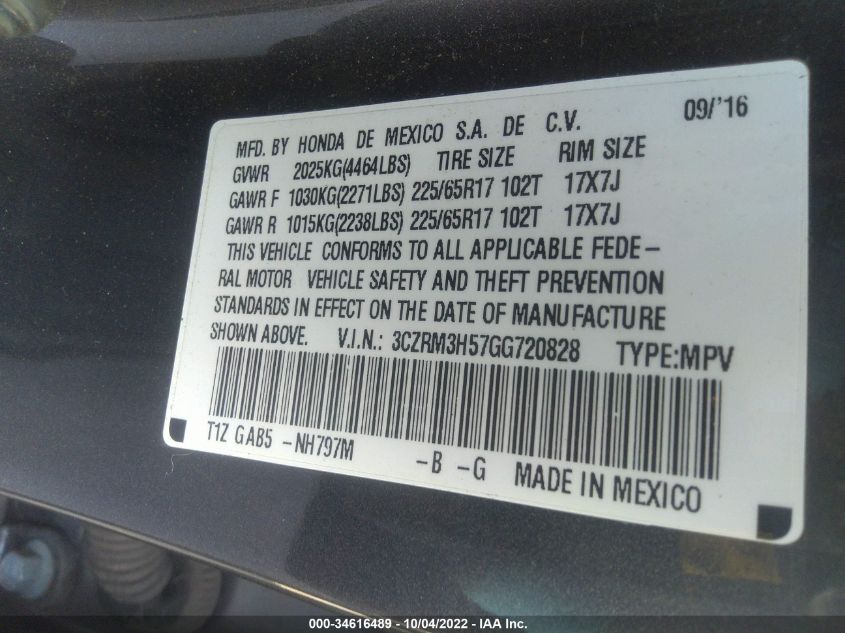 MFD. BY HONDA DE MEXICO S.A. DE C.V. 09/'16
GVWR 2025KG(4464LBS) TIRE SIZE RIM SIZE
GAWR F 1030KG(2271LBS) 225/65R17 102T 17X7J
GAWR R 1015KG(2238LBS) 225/65R17 102T 17X7J
THIS VEHICLE CONFORMS TO ALL APPLICABLE FEDE-
RAL MOTOR VEHICLE SAFETY AND THEFT PREVENTION
STANDARDS IN EFFECT ON THE DATE OF MANUFACTURE
SHOWN ABOVE. V.I.N.: 3CZRM3H57GG720828 TYPE:MPV
T1Z GAB5 -NH797M -B -G MADE IN MEXICO
000-34616489 - 10/04/2022 - IAA Inc.